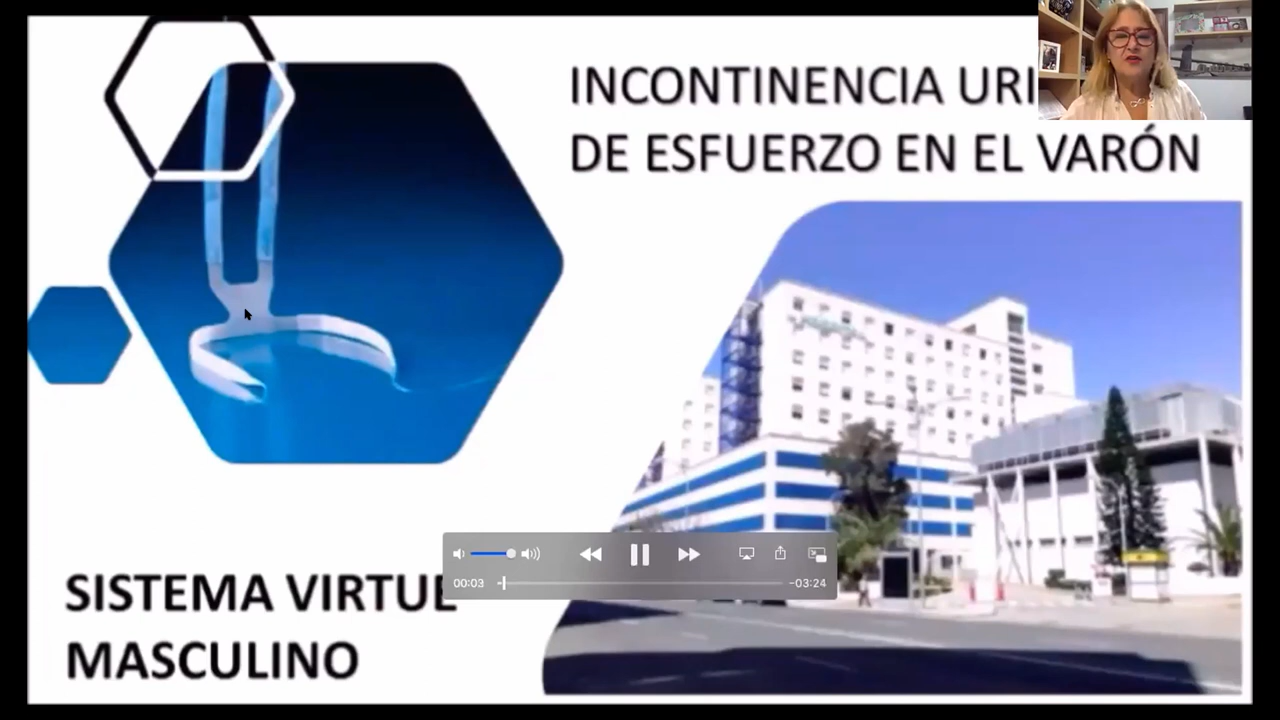 INCONTINENCIA URI
DE ESFUERZO EN EL VARÓN
SISTEMA VIRTUE
MASCULINO
00:03
−03:24